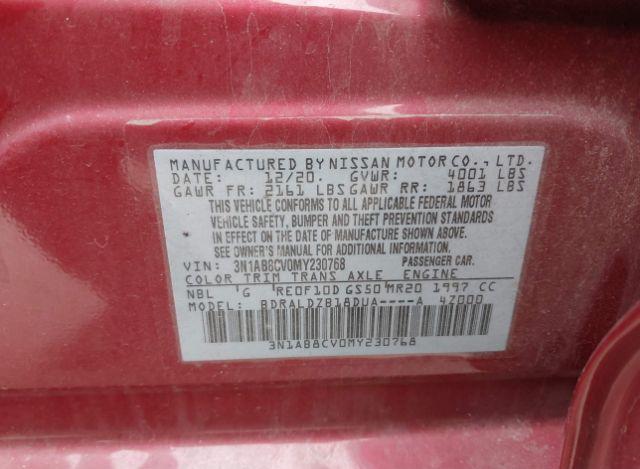 MANUFACTURED BY NISSAN MOTOR CO., LTD.
DATE: 12/20. GVWR: 4001 LBS
GAWR FR: 2161 LBS GAWR RR: 1863 LBS
THIS VEHICLE CONFORMS TO ALL APPLICABLE FEDERAL MOTOR
VEHICLE SAFETY, BUMPER AND THEFT PREVENTION STANDARDS
IN EFFECT ON THE DATE OF MANUFACTURE SHOWN ABOVE.
SEE OWNER'S MANUAL FOR ADDITIONAL INFORMATION.
VIN: 3N1AB8CV0MY230768 PASSENGER CAR.
COLOR TRIM TRANS AXLE ENGINE
NBL 'G 'RE0F10D GS50 MR20 1997 CC
MODEL: BDRALDZB18DUA----A 47000
3N1AB8CV0MY230768